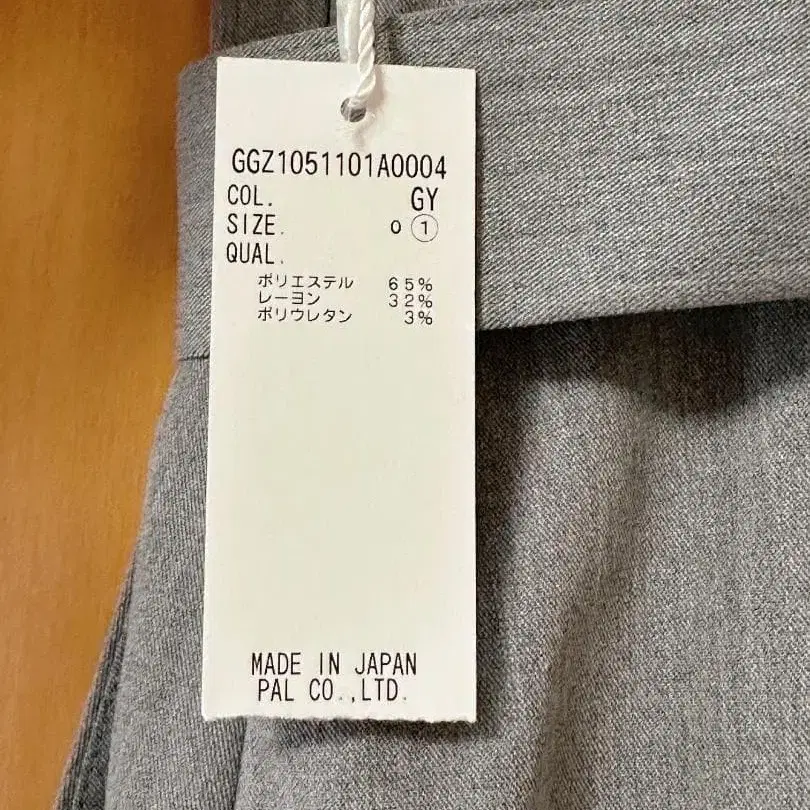 GGZ1051101A0004
COL. GY
SIZE. 0 ①
QUAL.
ポリエステル 65%
レーヨン 32%
ポリウレタン 3%
MADE IN JAPAN
PAL CO.,LTD.